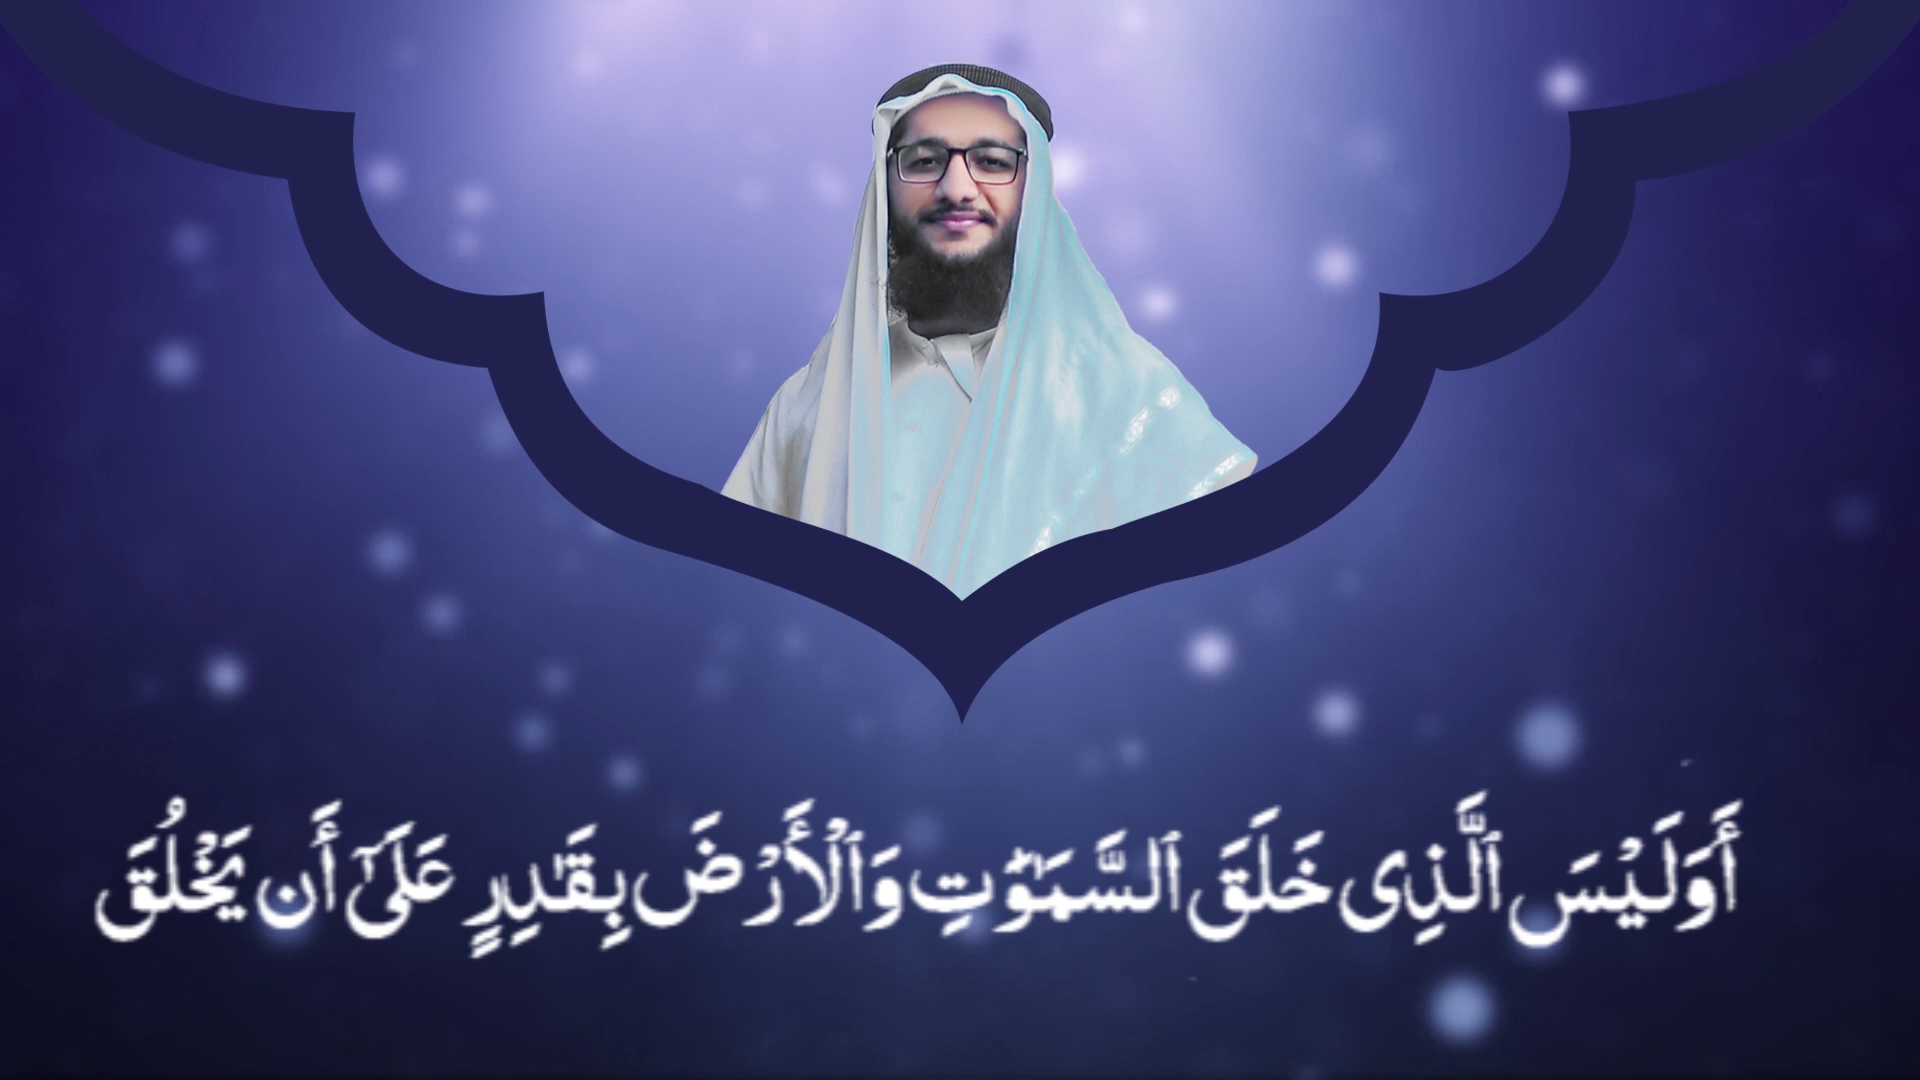 أَوَلَيْسَ ٱلَّذِى خَلَقَ ٱلسَّمَـٰوَٰتِ وَٱلْأَرْضَ بِقَـٰدِرٍ عَلَىٰٓ أَن يَخْلُقَ